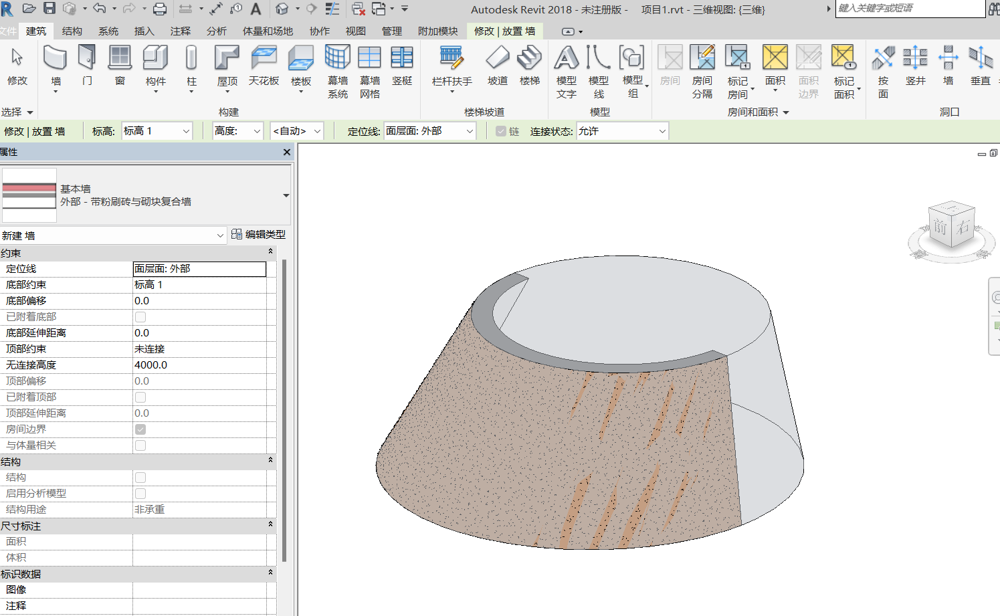 Autodesk Revit 2018 - 未注册版 - 项目1.rvt - 三维视图: {三维}
键入关键字或短语
文件 建筑 结构 系统 插入 注释 分析 体量和场地 协作 视图 管理 附加模块 修改 | 放置 墙
修改 墙 门 窗 构件 柱 屋顶 天花板 楼板 幕墙 系统 幕墙 网格 竖梃 栏杆扶手 坡道 楼梯 模型 文字 模型 线 模型 组 房间 房间 分隔 标记 房间 面积 面积 边界 标记 面积 按 面 竖井 墙 垂直
选择 构建 楼梯坡道 模型 房间和面积 洞口
修改 | 放置 墙 标高: 标高 1 高度: <自动> 定位线: 面层面: 外部 链 连接状态: 允许
属性
基本墙
外部 - 带粉刷砖与砌块复合墙
新建 墙 编辑类型
约束
定位线 面层面: 外部
底部约束 标高 1
底部偏移 0.0
已附着底部
底部延伸距离 0.0
顶部约束 未连接
无连接高度 4000.0
顶部偏移 0.0
已附着顶部
顶部延伸距离 0.0
房间边界
与体量相关
结构
结构
启用分析模型
结构用途 非承重
尺寸标注
面积
体积
标识数据
图像
注释
上
前 右